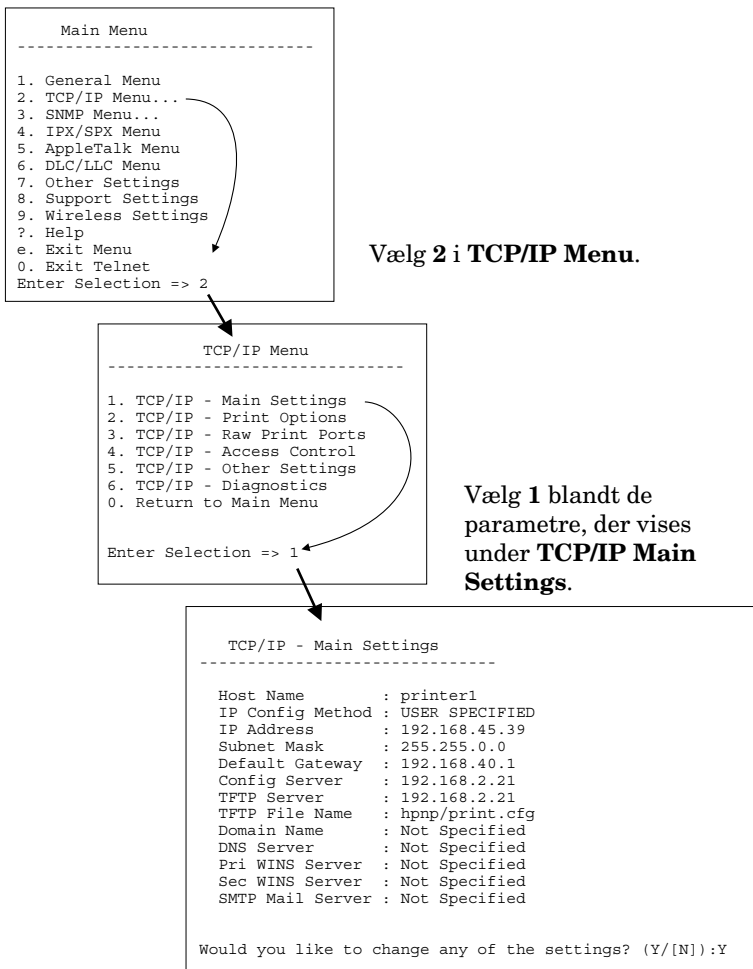 Main Menu
-------------------------------
1. General Menu
2. TCP/IP Menu...
3. SNMP Menu...
4. IPX/SPX Menu
5. AppleTalk Menu
6. DLC/LLC Menu
7. Other Settings
8. Support Settings
9. Wireless Settings
?. Help
e. Exit Menu
0. Exit Telnet
Enter Selection => 2
Vælg 2 i TCP/IP Menu.
TCP/IP Menu
-------------------------------
1. TCP/IP - Main Settings
2. TCP/IP - Print Options
3. TCP/IP - Raw Print Ports
4. TCP/IP - Access Control
5. TCP/IP - Other Settings
6. TCP/IP - Diagnostics
0. Return to Main Menu
Enter Selection => 1
Vælg 1 blandt de
parametre, der vises
under TCP/IP Main
Settings.
TCP/IP - Main Settings
-------------------------------
Host Name : printer1
IP Config Method : USER SPECIFIED
IP Address : 192.168.45.39
Subnet Mask : 255.255.0.0
Default Gateway : 192.168.40.1
Config Server : 192.168.2.21
TFTP Server : 192.168.2.21
TFTP File Name : hpnp/print.cfg
Domain Name : Not Specified
DNS Server : Not Specified
Pri WINS Server : Not Specified
Sec WINS Server : Not Specified
SMTP Mail Server : Not Specified
Would you like to change any of the settings? (Y/[N]):Y